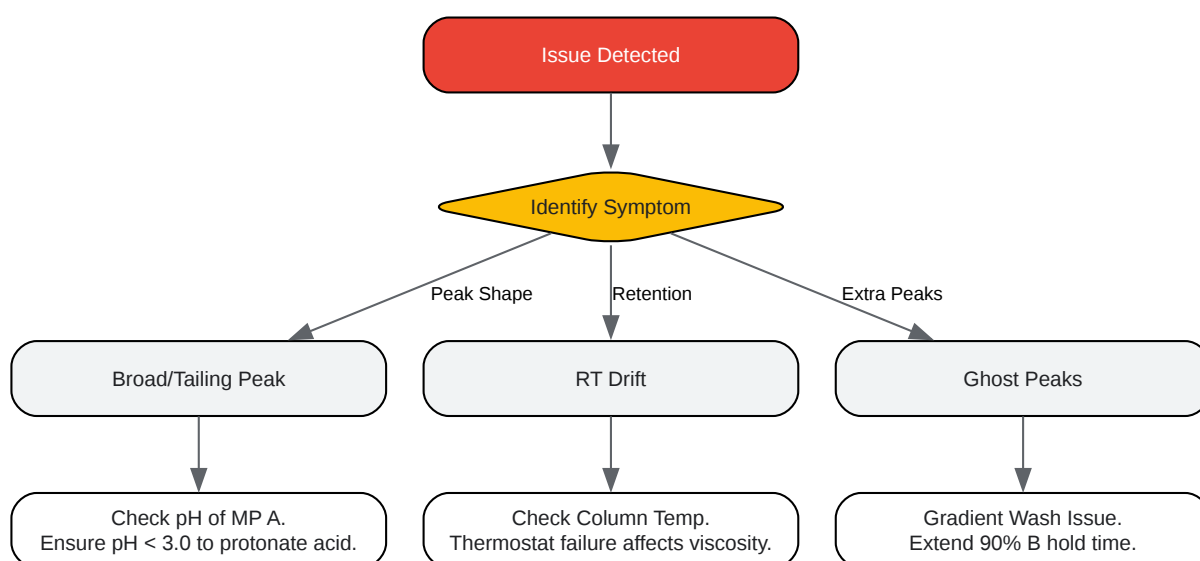 Issue Detected
Identify Symptom
Peak Shape
Retention
Extra Peaks
Broad/Tailing Peak
RT Drift
Ghost Peaks
Check pH of MP A.
Ensure pH < 3.0 to protonate acid.
Check Column Temp.
Thermostat failure affects viscosity.
Gradient Wash Issue.
Extend 90% B hold time.